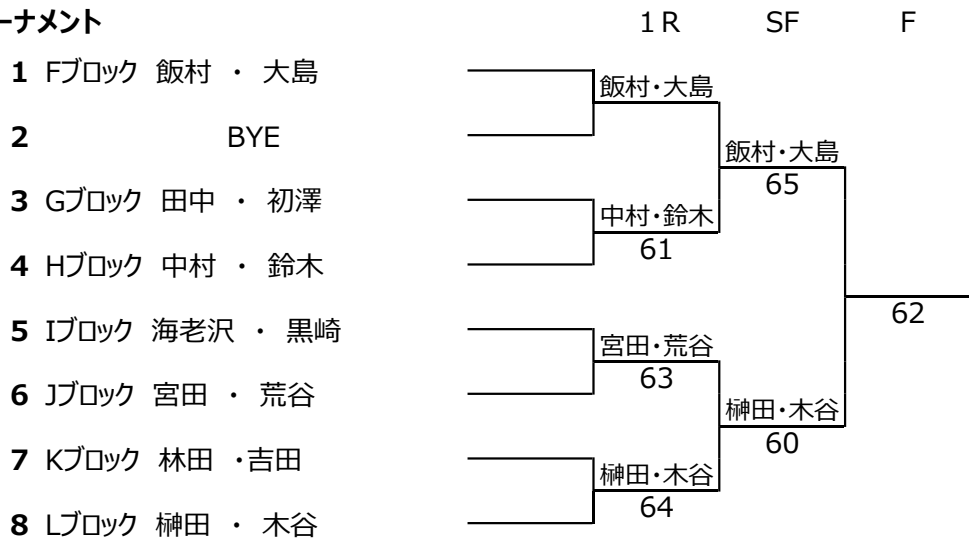 ーナメント 1R SF F
1 Fブロック 飯村 ・ 大島
飯村・大島
2 BYE
飯村・大島
65
3 Gブロック 田中 ・ 初澤
中村・鈴木
61
4 Hブロック 中村 ・ 鈴木
62
5 Iブロック 海老沢 ・ 黒崎
宮田・荒谷
63
6 Jブロック 宮田 ・ 荒谷
榊田・木谷
60
7 Kブロック 林田 ・吉田
榊田・木谷
64
8 Lブロック 榊田 ・ 木谷